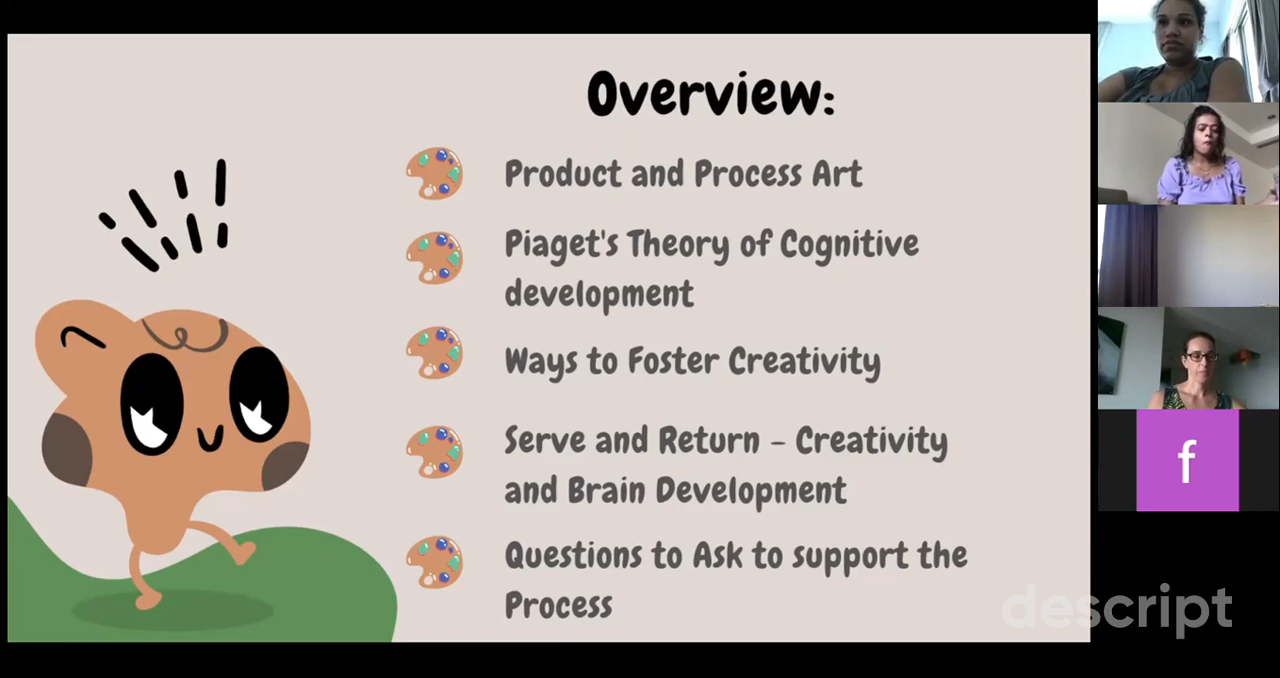 Overview:
Product and Process Art
Piaget's Theory of Cognitive
development
Ways to Foster Creativity
Serve and Return – Creativity
and Brain Development
Questions to Ask to support the
Process
f
descript